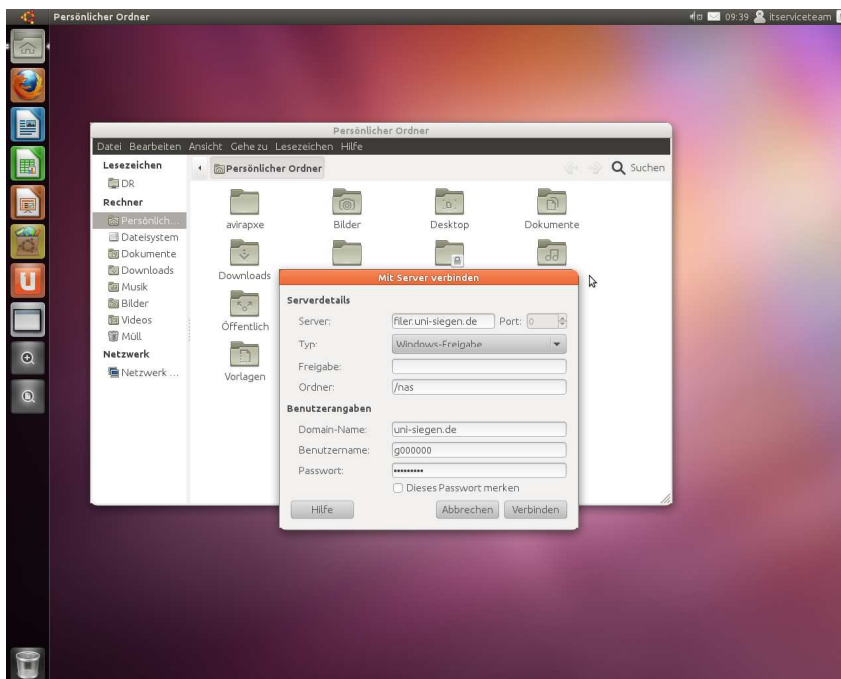 Persönlicher Ordner
09:39 itserviceteam
Persönlicher Ordner
Datei Bearbeiten Ansicht Gehe zu Lesezeichen Hilfe
Lesezeichen
DR
Rechner
Persönlich...
Dateisystem
Dokumente
Downloads
Musik
Bilder
Videos
Müll
Netzwerk
Netzwerk ...
Persönlicher Ordner
Suchen
avirapxe Bilder Desktop Dokumente
Downloads
Öffentlich
Vorlagen
Mit Server verbinden
Serverdetails
Server: filer.uni-siegen.de Port: 0
Typ: Windows-Freigabe
Freigabe:
Ordner: /nas
Benutzerangaben
Domain-Name: uni-siegen.de
Benutzername: g000000
Passwort: •••••••••
Dieses Passwort merken
Hilfe Abbrechen Verbinden